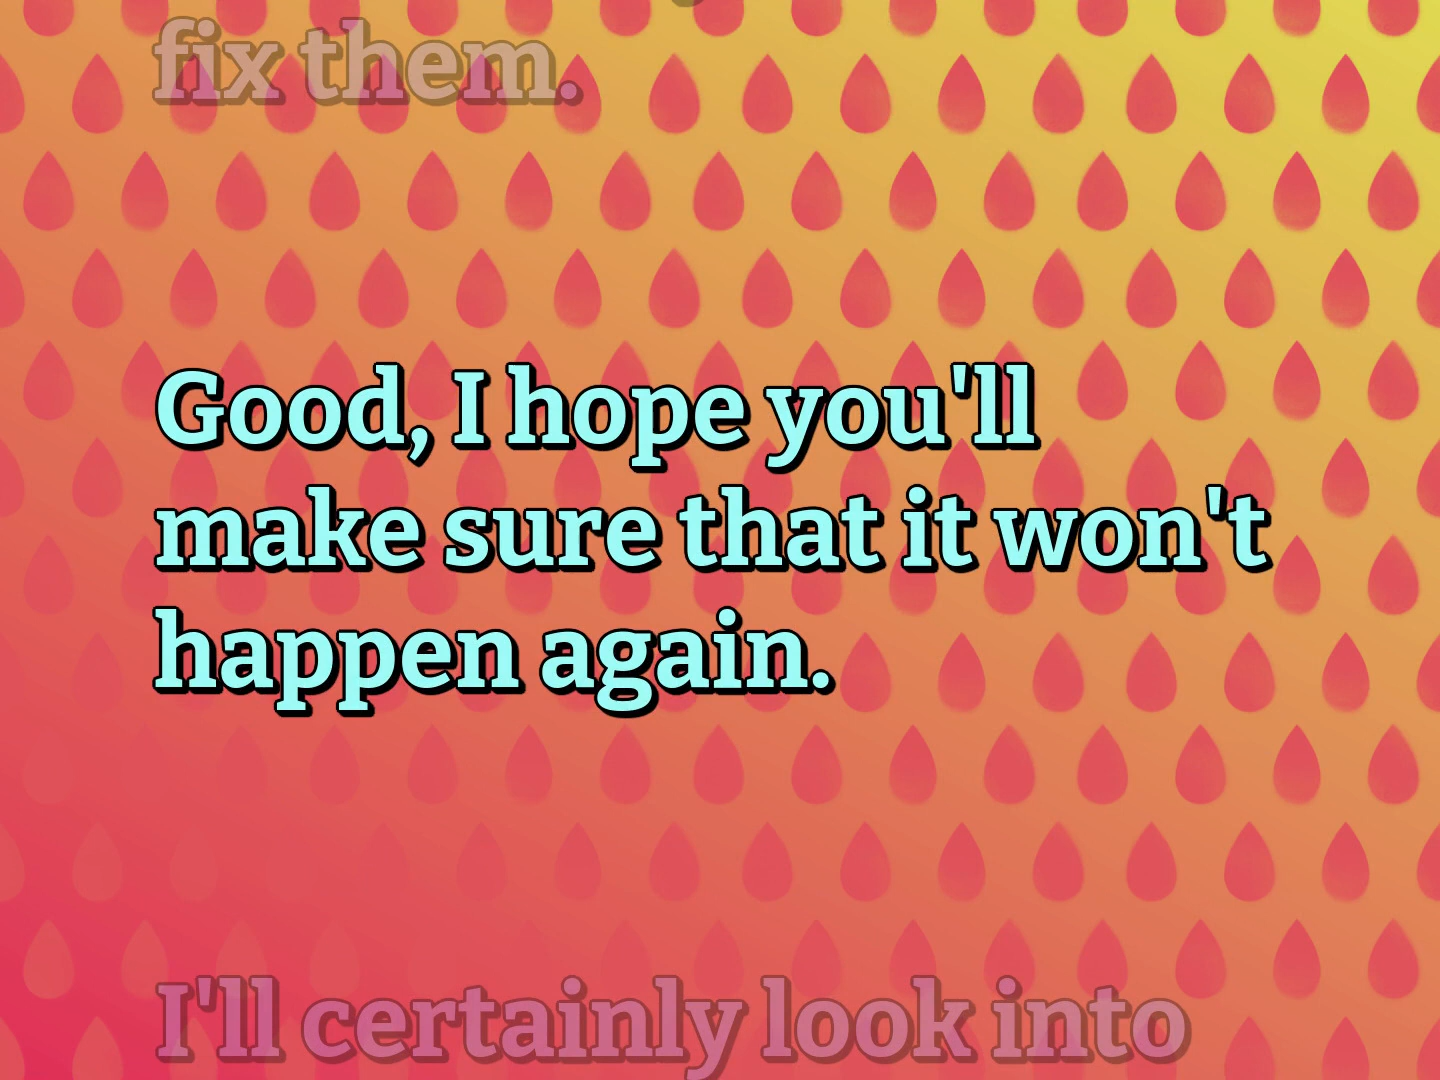 fix them.
Good, I hope you'll
make sure that it won't
happen again.
I'll certainly look into